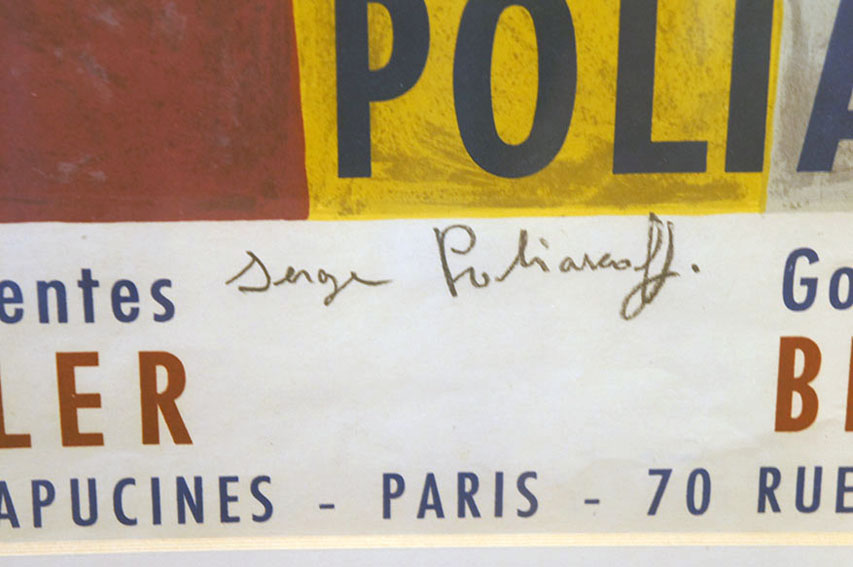 POLIA
Serge Poliakoff.
entes Go
LER B
APUCINES - PARIS - 70 RUE